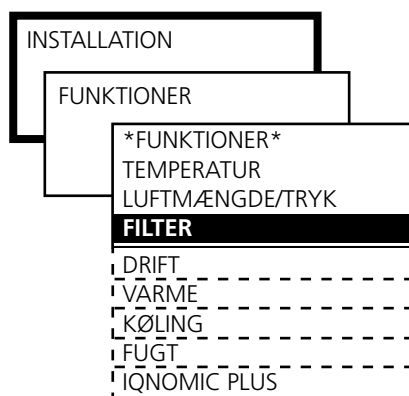 INSTALLATION
FUNKTIONER
*FUNKTIONER*
TEMPERATUR
LUFTMÆNGDE/TRYK
FILTER
DRIFT
VARME
KØLING
FUGT
IQNOMIC PLUS